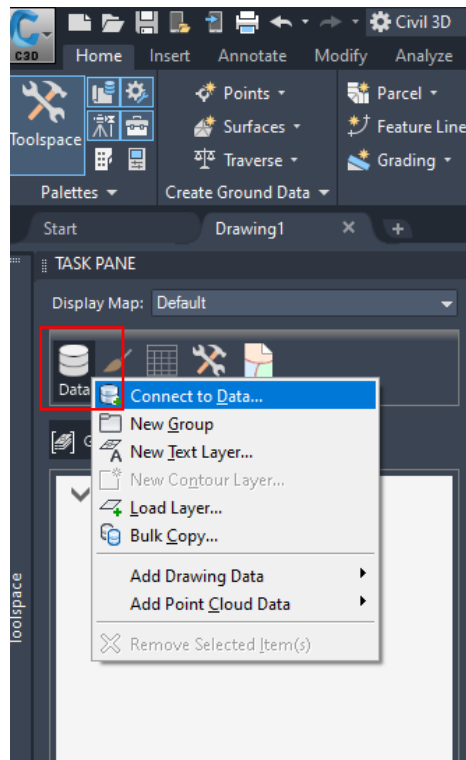 Civil 3D
C3D
Home Insert Annotate Modify Analyze
Toolspace
Points
Surfaces
Traverse
Parcel
Feature Line
Grading
Palettes
Create Ground Data
Start
Drawing1
TASK PANE
Display Map: Default
Data
Connect to Data...
New Group
New Text Layer...
New Contour Layer...
Load Layer...
Bulk Copy...
Add Drawing Data
Add Point Cloud Data
Remove Selected Item(s)
Toolspace